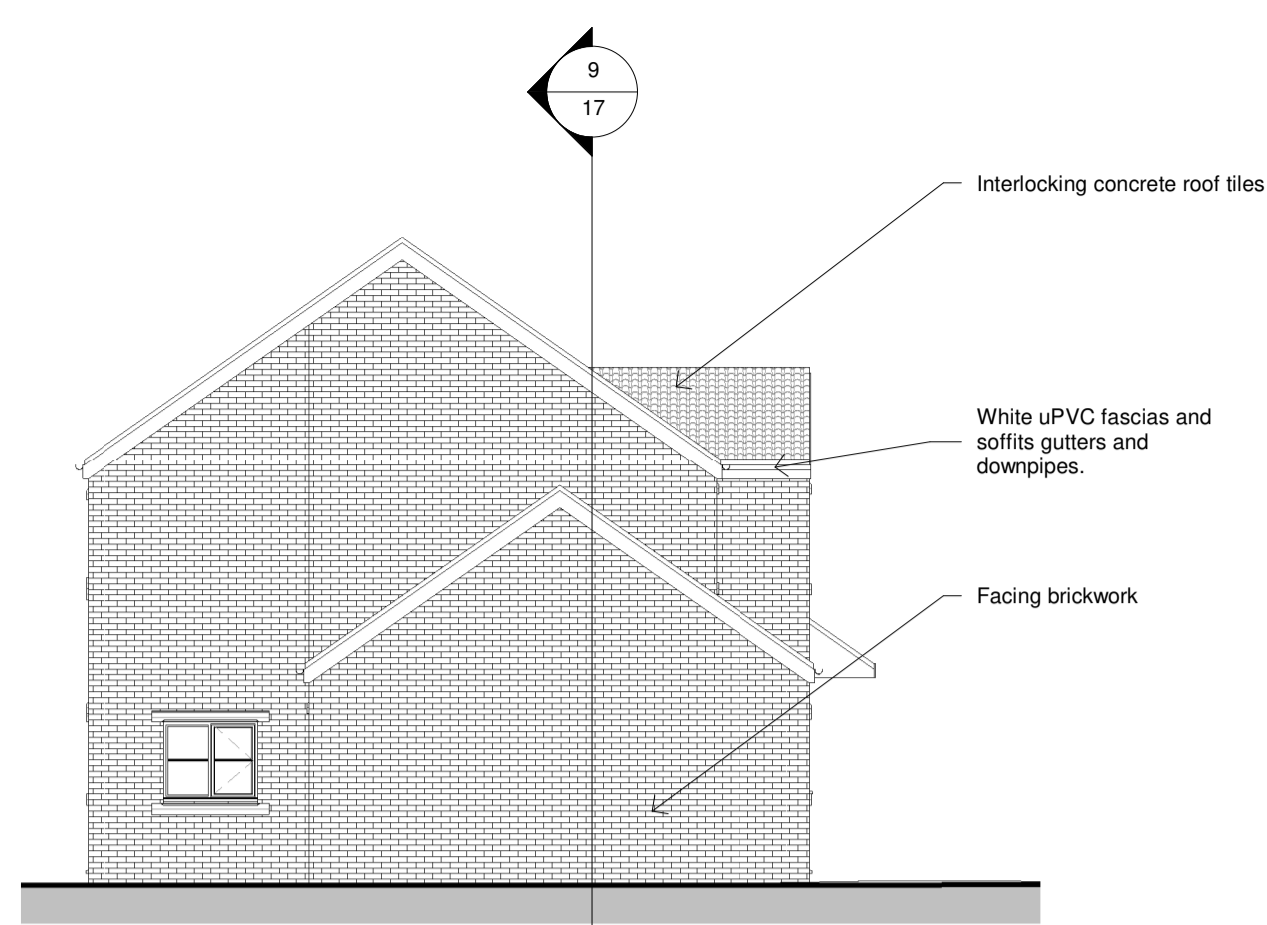 9
17
Interlocking concrete roof tiles
White uPVC fascias and
soffits gutters and
downpipes.
Facing brickwork